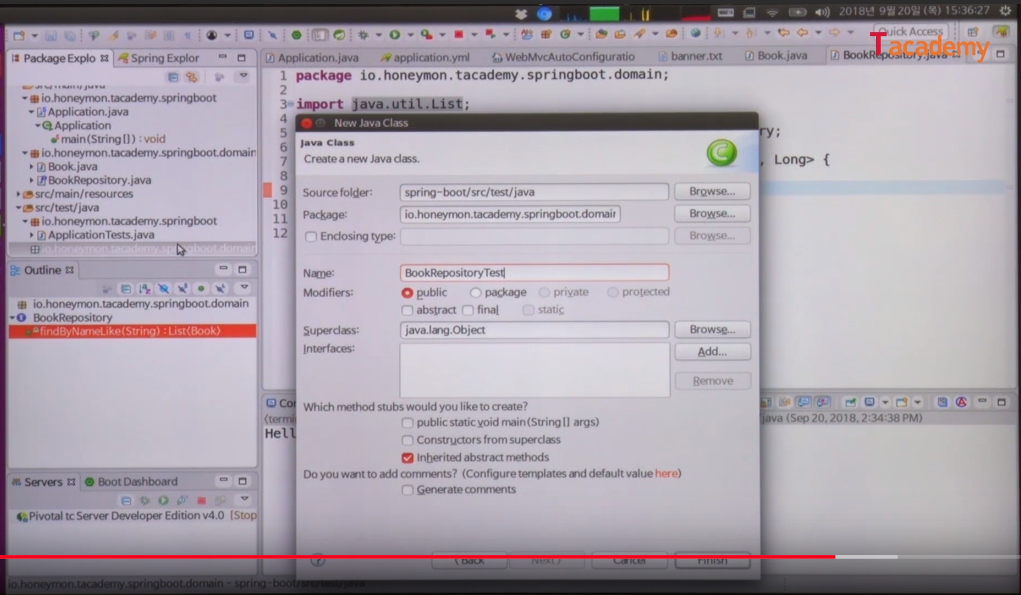 2018년 9월20일 (목) 15:36:27
Quick Access
Tacademy
Package Explo
Spring Explor
Application.java
application.yml
WebMvcAutoConfiguratio
banner.txt
Book.java
BookRepository.java
io.honeymon.tacademy.springboot
Application.java
Application
main(String[]) : void
io.honeymon.tacademy.springboot.domain
Book.java
BookRepository.java
src/main/resources
src/test/java
io.honeymon.tacademy.springboot
ApplicationTests.java
io.honeymon.tacademy.springboot.domain
Outline
io.honeymon.tacademy.springboot.domain
BookRepository
findByNameLike(String) : List<Book>
Servers
Boot Dashboard
Pivotal tc Server Developer Edition v4.0 [Stop
1 package io.honeymon.tacademy.springboot.domain;
2
3 import java.util.List;
4
5
6
7 , Long> {
8
9
10
11
12
New Java Class
Java Class
Create a new Java class.
Source folder: spring-boot/src/test/java Browse...
Package: io.honeymon.tacademy.springboot.domain Browse...
Enclosing type: Browse...
Name: BookRepositoryTest
Modifiers: public package private protected
abstract final static
Superclass: java.lang.Object Browse...
Interfaces: Add...
Remove
Which method stubs would you like to create?
public static void main(String[] args)
Constructors from superclass
Inherited abstract methods
Do you want to add comments? (Configure templates and default value here)
Generate comments
< Back Next > Cancel Finish
java (Sep 20, 2018, 2:34:38 PM)
Hell
io.honeymon.tacademy.springboot.domain - spring-boot/src/test/java